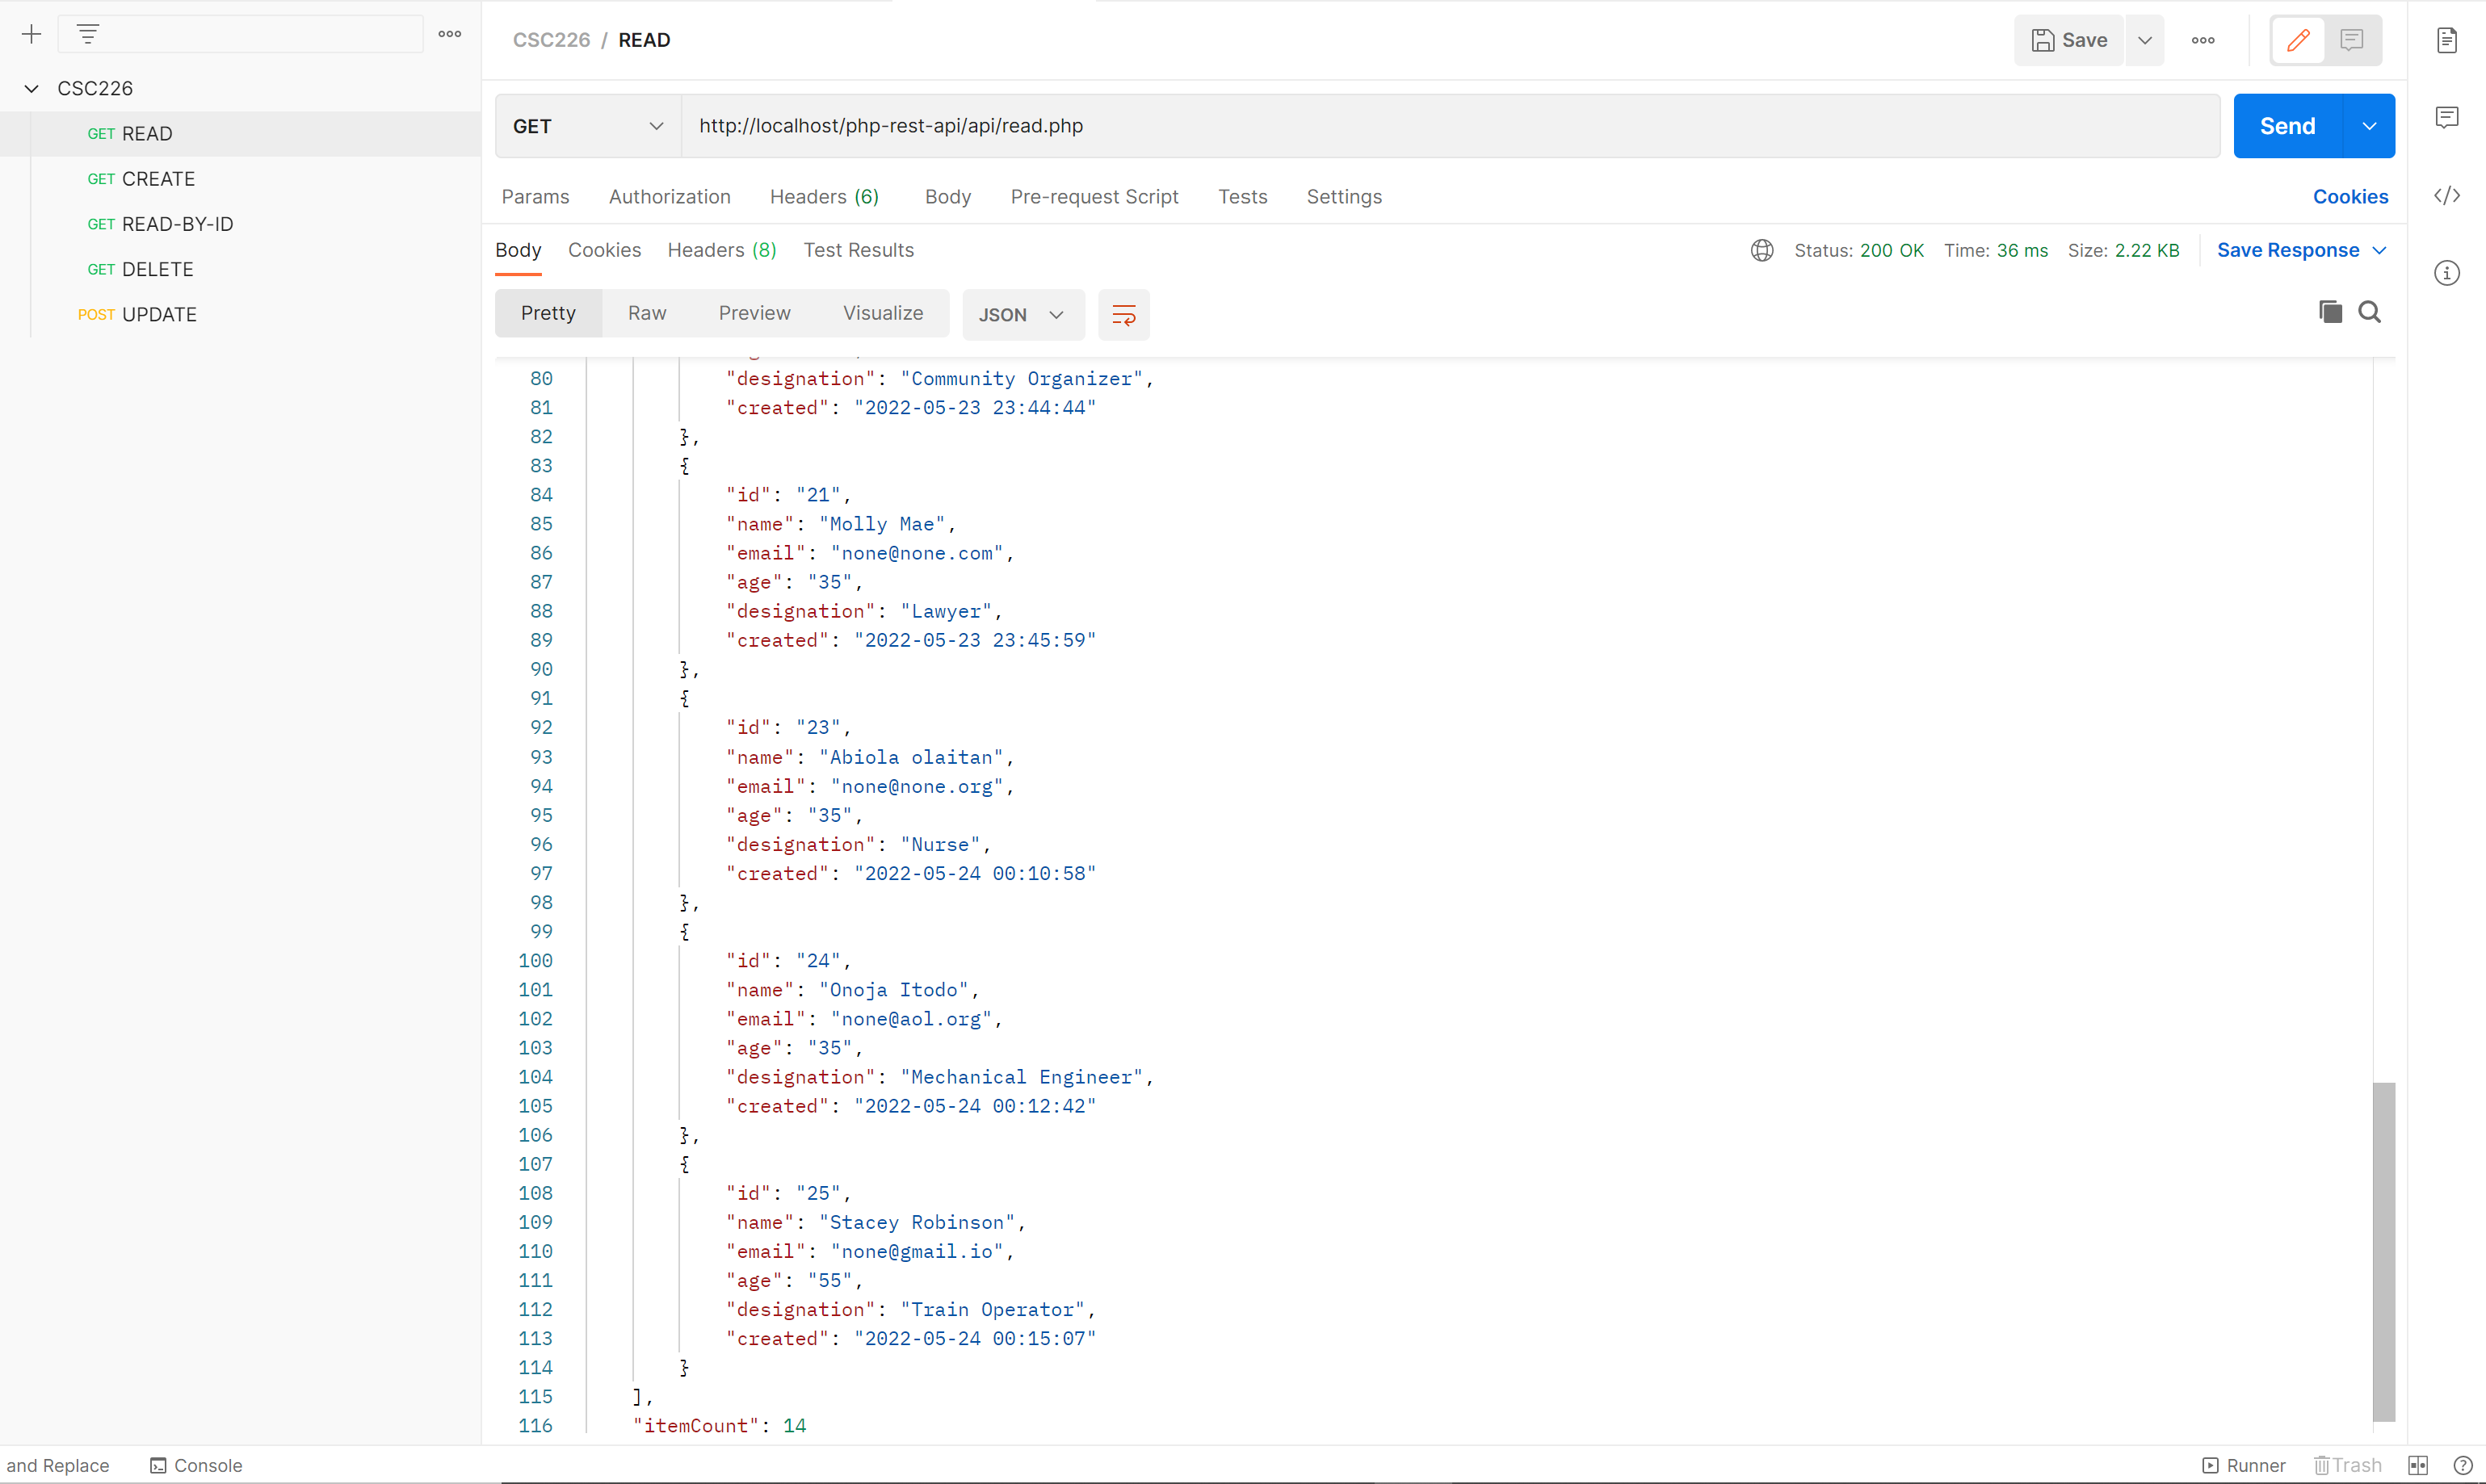 CSC226
GET READ
GET CREATE
GET READ-BY-ID
GET DELETE
POST UPDATE
CSC226 / READ
Save
GET http://localhost/php-rest-api/api/read.php
Send
Params Authorization Headers (6) Body Pre-request Script Tests Settings Cookies
Body Cookies Headers (8) Test Results Status: 200 OK Time: 36 ms Size: 2.22 KB Save Response
Pretty Raw Preview Visualize JSON
80 "designation": "Community Organizer",
81 "created": "2022-05-23 23:44:44"
82 },
83 {
84 "id": "21",
85 "name": "Molly Mae",
86 "email": "none@none.com",
87 "age": "35",
88 "designation": "Lawyer",
89 "created": "2022-05-23 23:45:59"
90 },
91 {
92 "id": "23",
93 "name": "Abiola olaitan",
94 "email": "none@none.org",
95 "age": "35",
96 "designation": "Nurse",
97 "created": "2022-05-24 00:10:58"
98 },
99 {
100 "id": "24",
101 "name": "Onoja Itodo",
102 "email": "none@aol.org",
103 "age": "35",
104 "designation": "Mechanical Engineer",
105 "created": "2022-05-24 00:12:42"
106 },
107 {
108 "id": "25",
109 "name": "Stacey Robinson",
110 "email": "none@gmail.io",
111 "age": "55",
112 "designation": "Train Operator",
113 "created": "2022-05-24 00:15:07"
114 }
115 ],
116 "itemCount": 14
and Replace Console Runner Trash